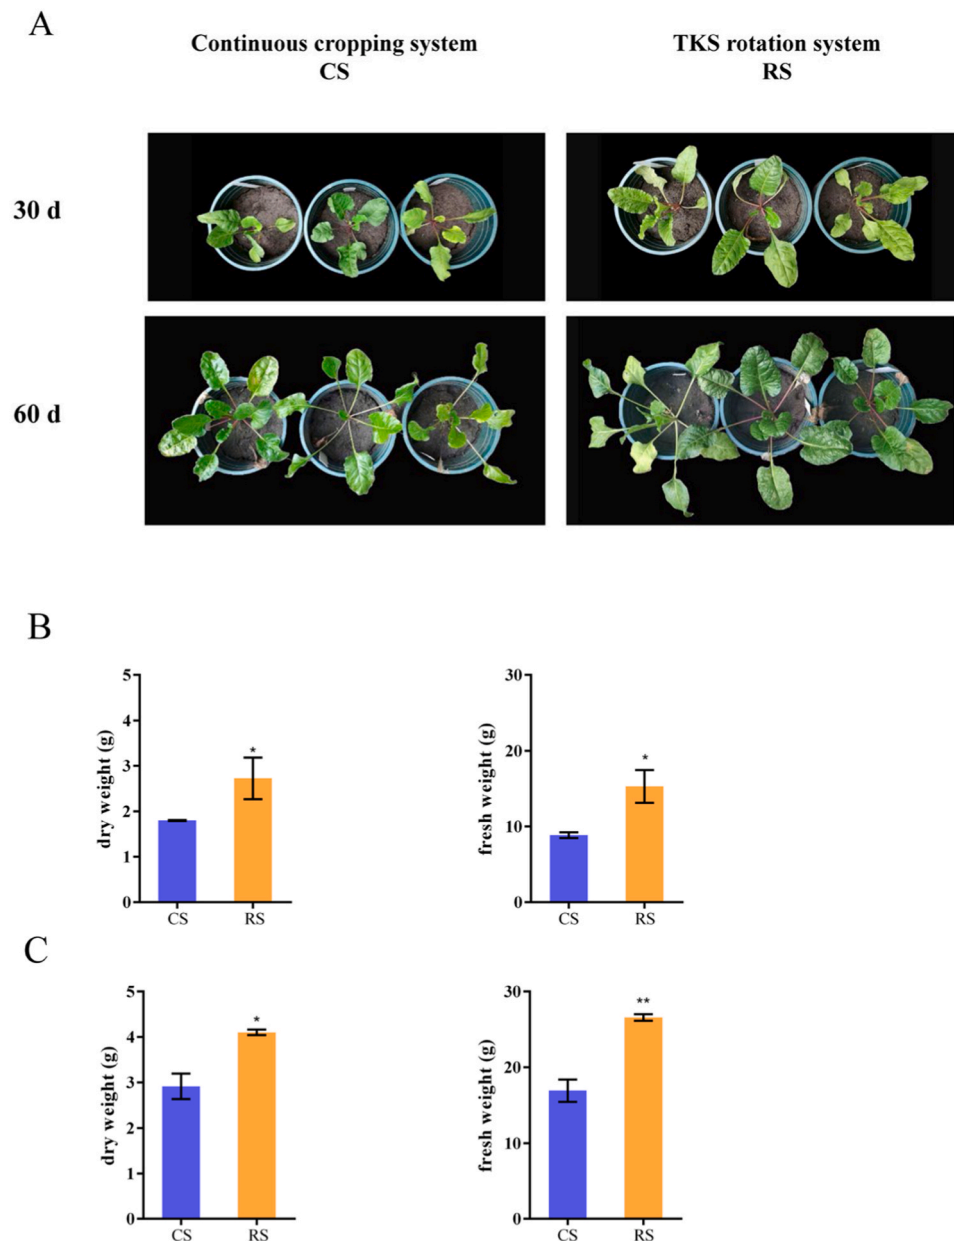 A
Continuous cropping system
CS
TKS rotation system
RS
30 d
60 d
B
dry weight (g)
5
4
3
2
1
0
*
CS
RS
fresh weight (g)
30
20
10
0
*
CS
RS
C
dry weight (g)
5
4
3
2
1
0
*
CS
RS
fresh weight (g)
30
20
10
0
**
CS
RS